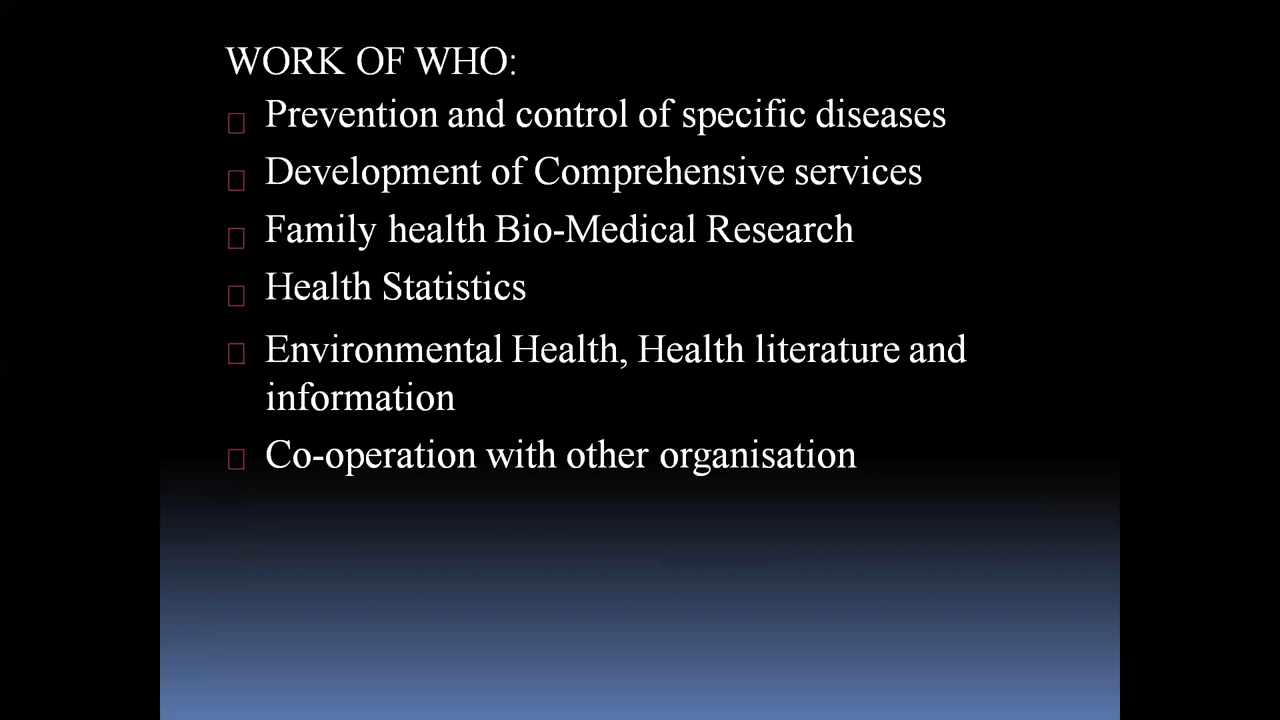 WORK OF WHO:
Prevention and control of specific diseases
Development of Comprehensive services
Family health Bio-Medical Research
Health Statistics
Environmental Health, Health literature and
information
Co-operation with other organisation